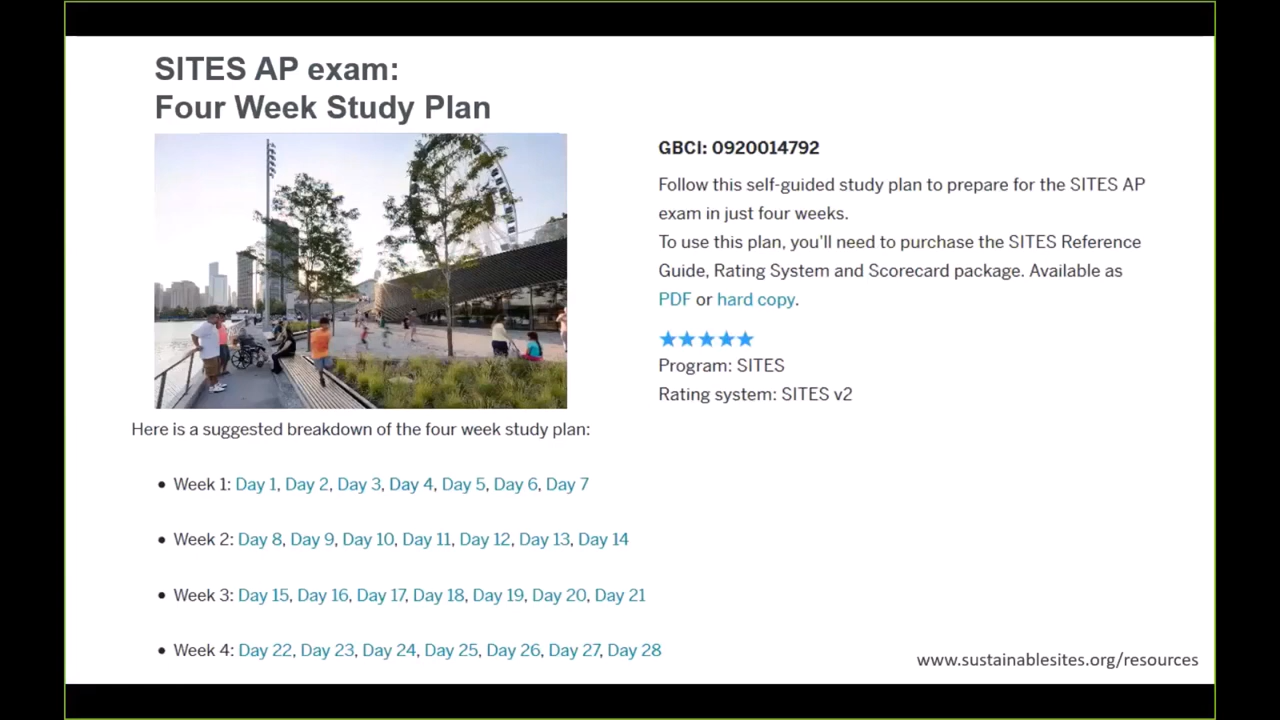 SITES AP exam:
Four Week Study Plan
GBCI: 0920014792
Follow this self-guided study plan to prepare for the SITES AP
exam in just four weeks.
To use this plan, you'll need to purchase the SITES Reference
Guide, Rating System and Scorecard package. Available as
PDF or hard copy.
Program: SITES
Rating system: SITES v2
Here is a suggested breakdown of the four week study plan:
• Week 1: Day 1, Day 2, Day 3, Day 4, Day 5, Day 6, Day 7
• Week 2: Day 8, Day 9, Day 10, Day 11, Day 12, Day 13, Day 14
• Week 3: Day 15, Day 16, Day 17, Day 18, Day 19, Day 20, Day 21
• Week 4: Day 22, Day 23, Day 24, Day 25, Day 26, Day 27, Day 28
www.sustainablesites.org/resources